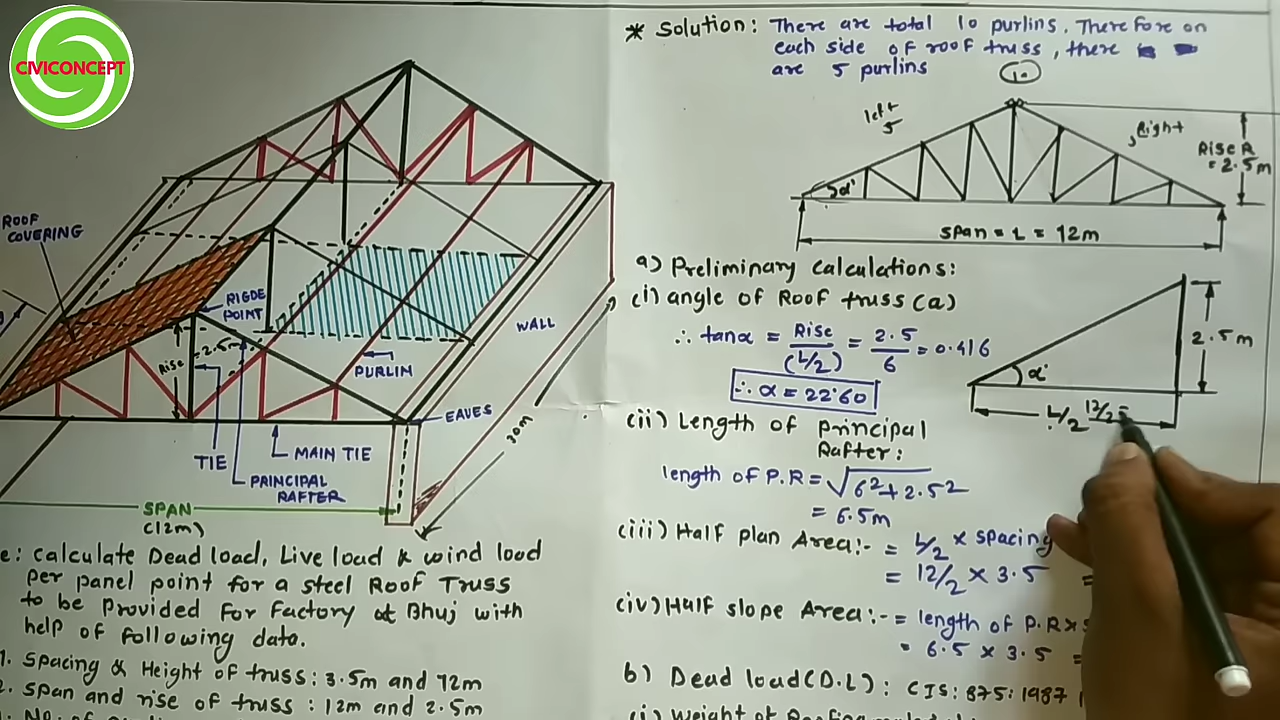 CIVICONCEPT
ROOF
COVERING
RIGDE
POINT
Rise = 2.5m
PURLIN
WALL
EAVES
30m
TIE
MAIN TIE
PRINCIPAL
RAFTER
SPAN
(12m)
e: Calculate Dead load, Live load & wind load
per panel point for a steel Roof Truss
to be provided for Factory at Bhuj with
help of following data.
1. Spacing & Height of truss: 3.5m and 12m
2. Span and rise of truss : 12m and 2.5m
* Solution: There are total 10 purlins. Therefore on
each side of roof truss, there
are 5 purlins
10
left
5
Right
Rise R
= 2.5m
α
span = L = 12m
a) Preliminary calculations:
(i) angle of Roof truss (a)
∴ tanα = Rise/(L/2) = 2.5/6 = 0.416
∴ α = 22.60
2.5m
α
L/2 12/2=
(ii) Length of principal
Rafter:
length of P.R = √6²+2.5²
= 6.5m
(iii) Half plan Area:- = L/2 × spacing
= 12/2 × 3.5 =
(iv) Half slope Area:- = length of P.R ×
= 6.5 × 3.5 =
b) Dead load (D.L) : CIS: 875: 1987